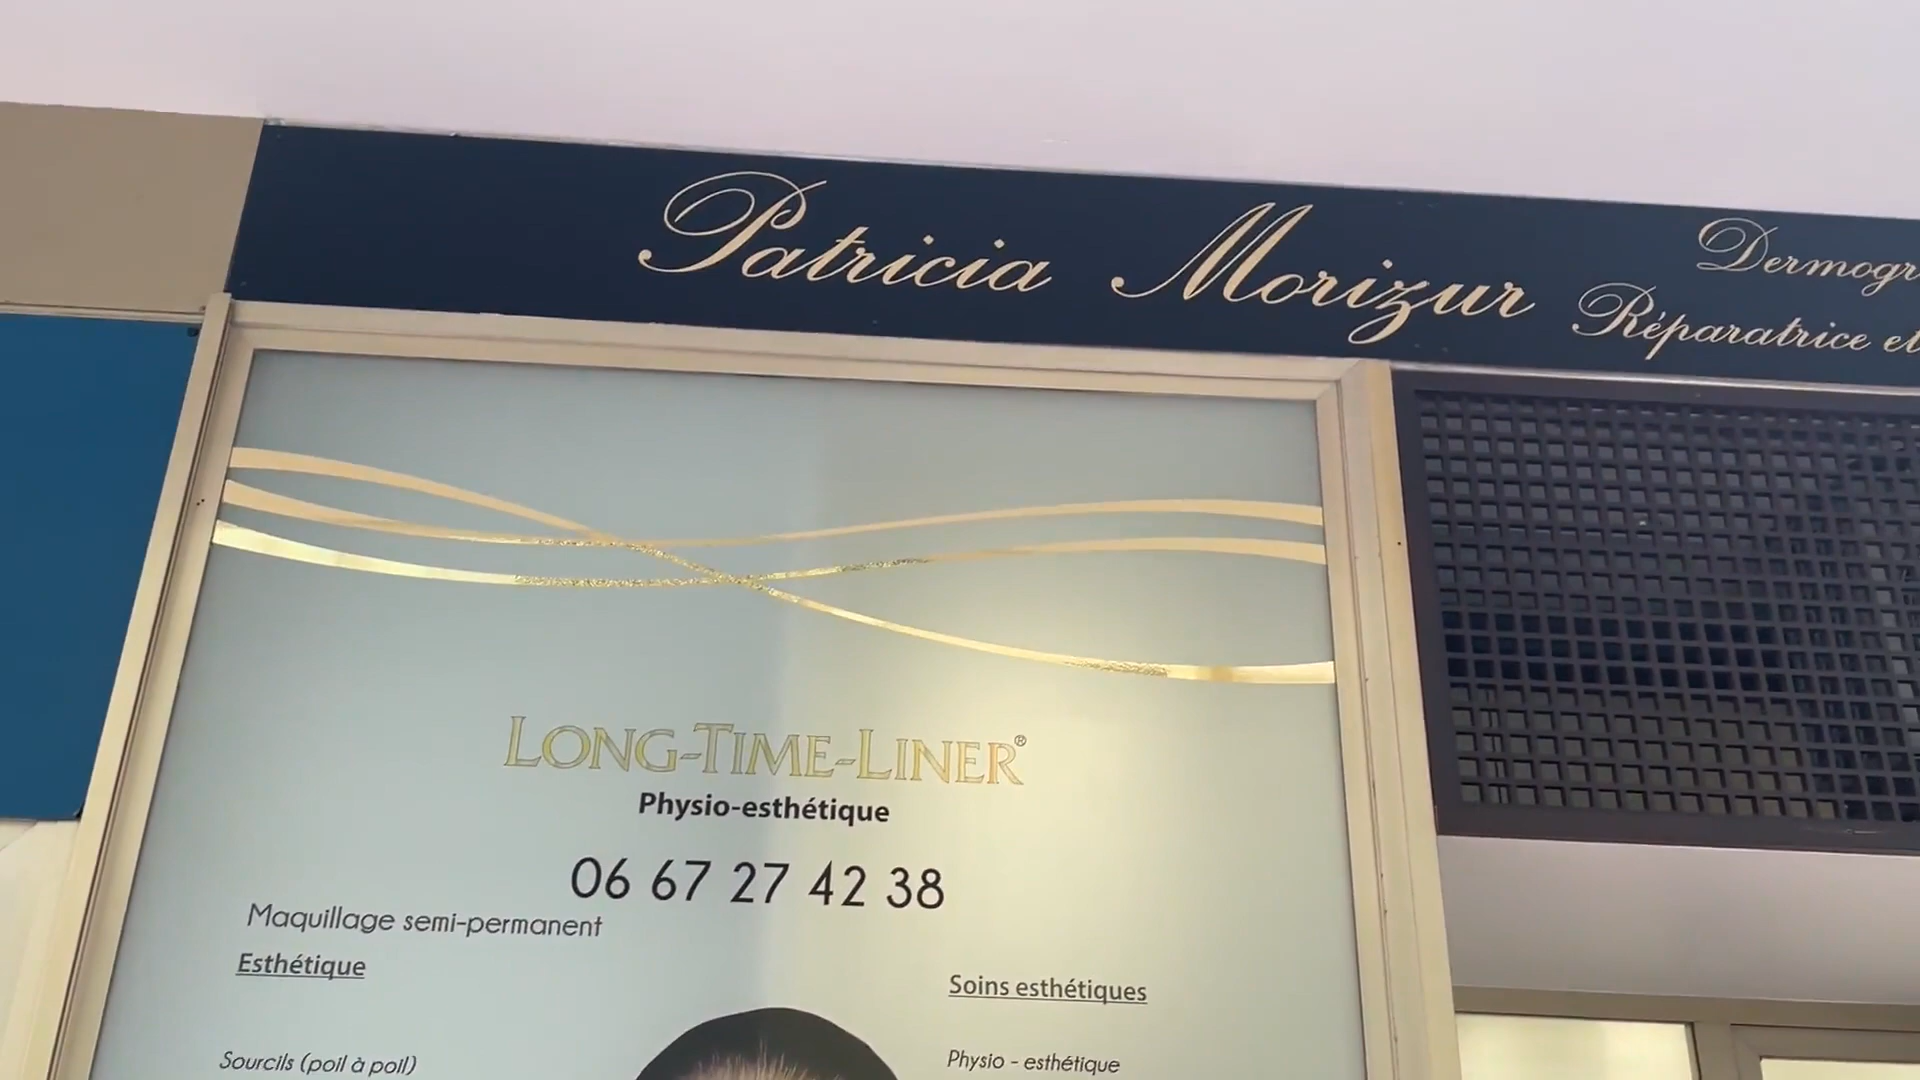 Patricia Morizur
Réparatrice et
LONG-TIME-LINER®
Physio-esthétique
06 67 27 42 38
Maquillage semi-permanent
Esthétique
Soins esthétiques
Sourcils (poil à poil)
Physio - esthétique